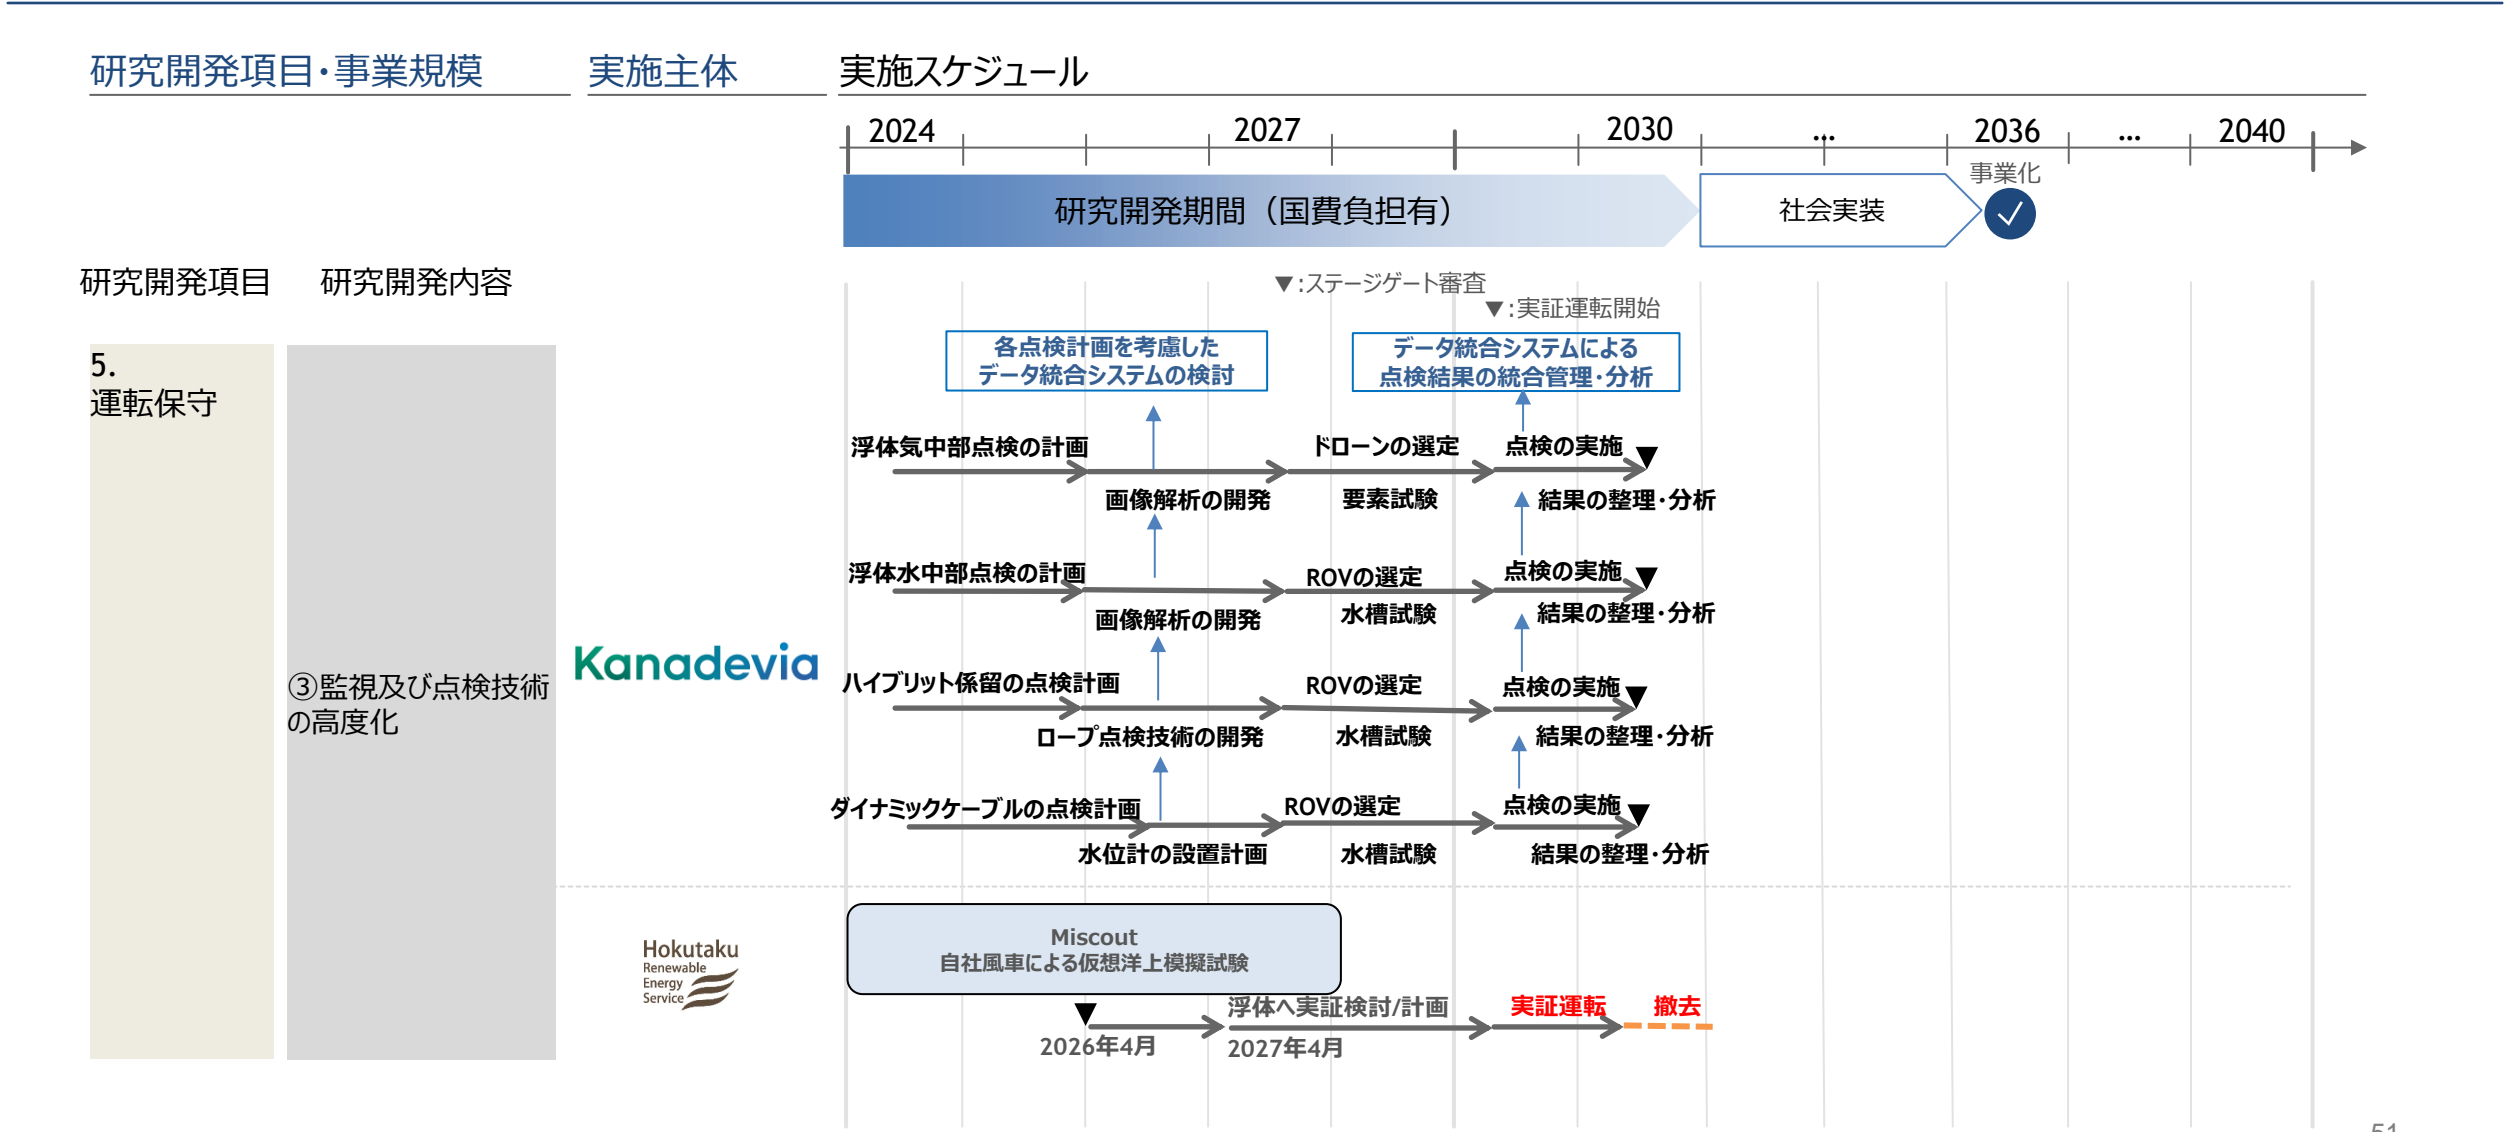 研究開発項目・事業規模
実施主体
実施スケジュール
2024
2027
2030
...
2036
...
2040
事業化
研究開発期間（国費負担有）
社会実装
研究開発項目
研究開発内容
▼:ステージゲート審査
▼:実証運転開始
5.
運転保守
③監視及び点検技術
の高度化
Kanadevia
各点検計画を考慮した
データ統合システムの検討
データ統合システムによる
点検結果の統合管理・分析
浮体気中部点検の計画
ドローンの選定
点検の実施
画像解析の開発
要素試験
結果の整理・分析
浮体水中部点検の計画
ROVの選定
点検の実施
画像解析の開発
水槽試験
結果の整理・分析
ハイブリット係留の点検計画
ROVの選定
点検の実施
ロープ点検技術の開発
水槽試験
結果の整理・分析
ダイナミックケーブルの点検計画
ROVの選定
点検の実施
水位計の設置計画
水槽試験
結果の整理・分析
Hokutaku
Renewable
Energy
Service
Miscout
自社風車による仮想洋上模擬試験
浮体へ実証検討/計画
実証運転
撤去
2026年4月
2027年4月
51